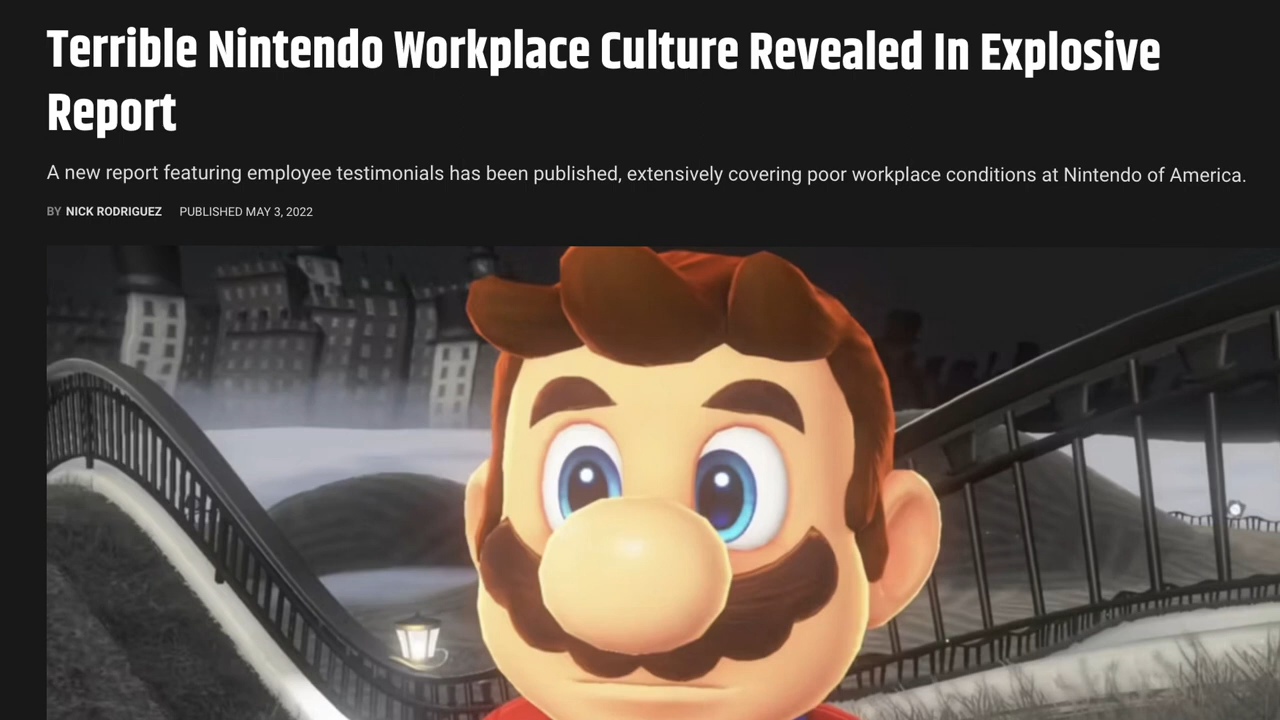 Terrible Nintendo Workplace Culture Revealed In Explosive
Report
A new report featuring employee testimonials has been published, extensively covering poor workplace conditions at Nintendo of America.
BY NICK RODRIGUEZ PUBLISHED MAY 3, 2022